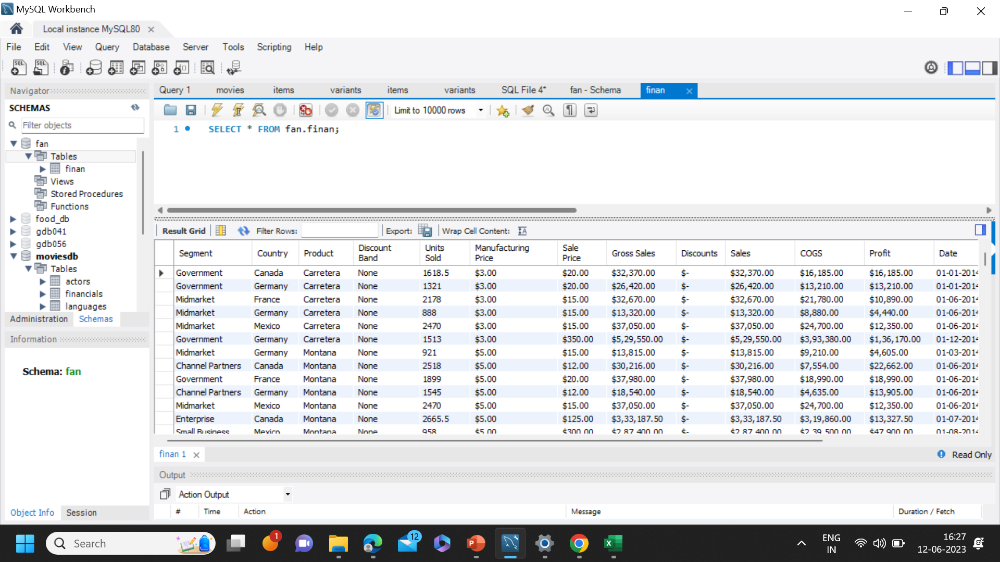 MySQL Workbench
Local instance MySQL80
File Edit View Query Database Server Tools Scripting Help
Navigator
SCHEMAS
Filter objects
fan
Tables
finan
Views
Stored Procedures
Functions
food_db
gdb041
gdb056
moviesdb
Tables
actors
financials
languages
Administration Schemas
Information
Schema: fan
Object Info Session
Query 1 movies items variants items variants SQL File 4* fan - Schema finan
Limit to 10000 rows
1 SELECT * FROM fan.finan;
Result Grid Filter Rows: Export: Wrap Cell Content:
Segment Country Product Discount Band Units Sold Manufacturing Price Sale Price Gross Sales Discounts Sales COGS Profit Date
Government Canada Carretera None 1618.5 $3.00 $20.00 $32,370.00 $- $32,370.00 $16,185.00 $16,185.00 01-01-2014
Government Germany Carretera None 1321 $3.00 $20.00 $26,420.00 $- $26,420.00 $13,210.00 $13,210.00 01-01-2014
Midmarket France Carretera None 2178 $3.00 $15.00 $32,670.00 $- $32,670.00 $21,780.00 $10,890.00 01-06-2014
Midmarket Germany Carretera None 888 $3.00 $15.00 $13,320.00 $- $13,320.00 $8,880.00 $4,440.00 01-06-2014
Midmarket Mexico Carretera None 2470 $3.00 $15.00 $37,050.00 $- $37,050.00 $24,700.00 $12,350.00 01-06-2014
Government Germany Carretera None 1513 $3.00 $350.00 $5,29,550.00 $- $5,29,550.00 $3,93,380.00 $1,36,170.00 01-12-2014
Midmarket Germany Montana None 921 $5.00 $15.00 $13,815.00 $- $13,815.00 $9,210.00 $4,605.00 01-03-2014
Channel Partners Canada Montana None 2518 $5.00 $12.00 $30,216.00 $- $30,216.00 $7,554.00 $22,662.00 01-06-2014
Government France Montana None 1899 $5.00 $20.00 $37,980.00 $- $37,980.00 $18,990.00 $18,990.00 01-06-2014
Channel Partners Germany Montana None 1545 $5.00 $12.00 $18,540.00 $- $18,540.00 $4,635.00 $13,905.00 01-06-2014
Midmarket Mexico Montana None 2470 $5.00 $15.00 $37,050.00 $- $37,050.00 $24,700.00 $12,350.00 01-06-2014
Enterprise Canada Montana None 2665.5 $5.00 $125.00 $3,33,187.50 $- $3,33,187.50 $3,19,860.00 $13,327.50 01-07-2014
Small Business Mexico Montana None 958 $5.00 $300.00 $2,87,400.00 $- $2,87,400.00 $2,39,500.00 $47,900.00 01-08-2014
finan 1
Read Only
Output
Action Output
# Time Action Message Duration / Fetch
Search
1
12
ENG
IN
16:27
12-06-2023